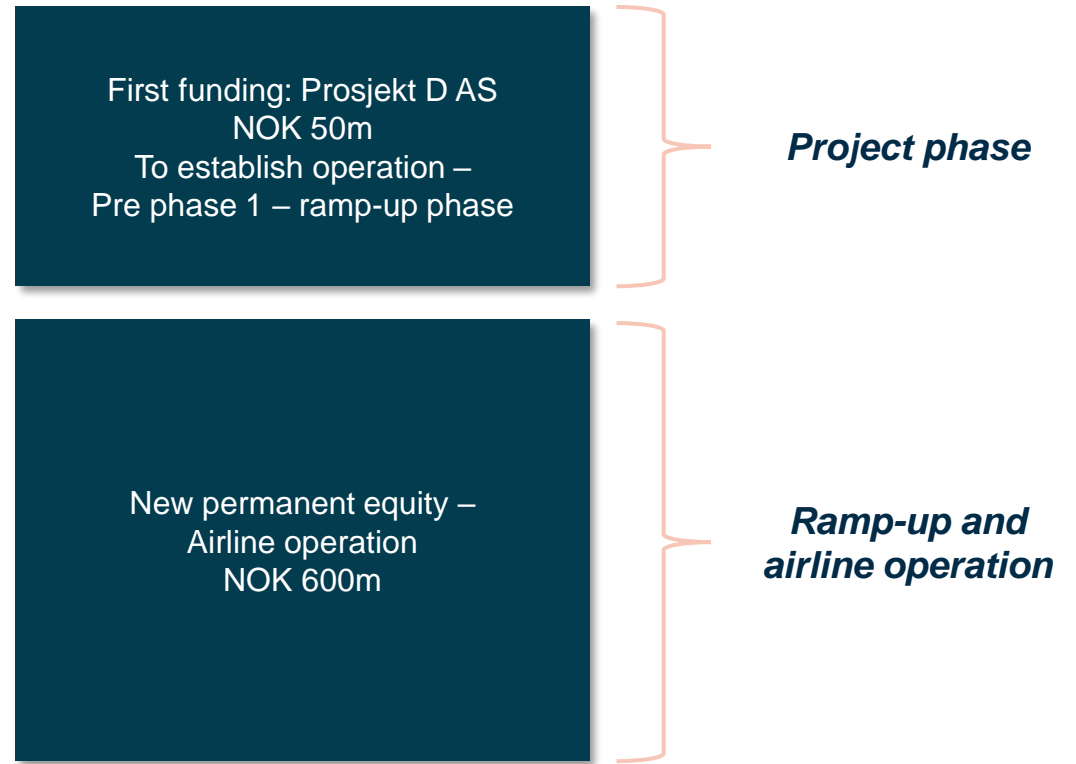 First funding: Prosjekt D AS
NOK 50m
To establish operation –
Pre phase 1 – ramp-up phase
Project phase
New permanent equity –
Airline operation
NOK 600m
Ramp-up and
airline operation